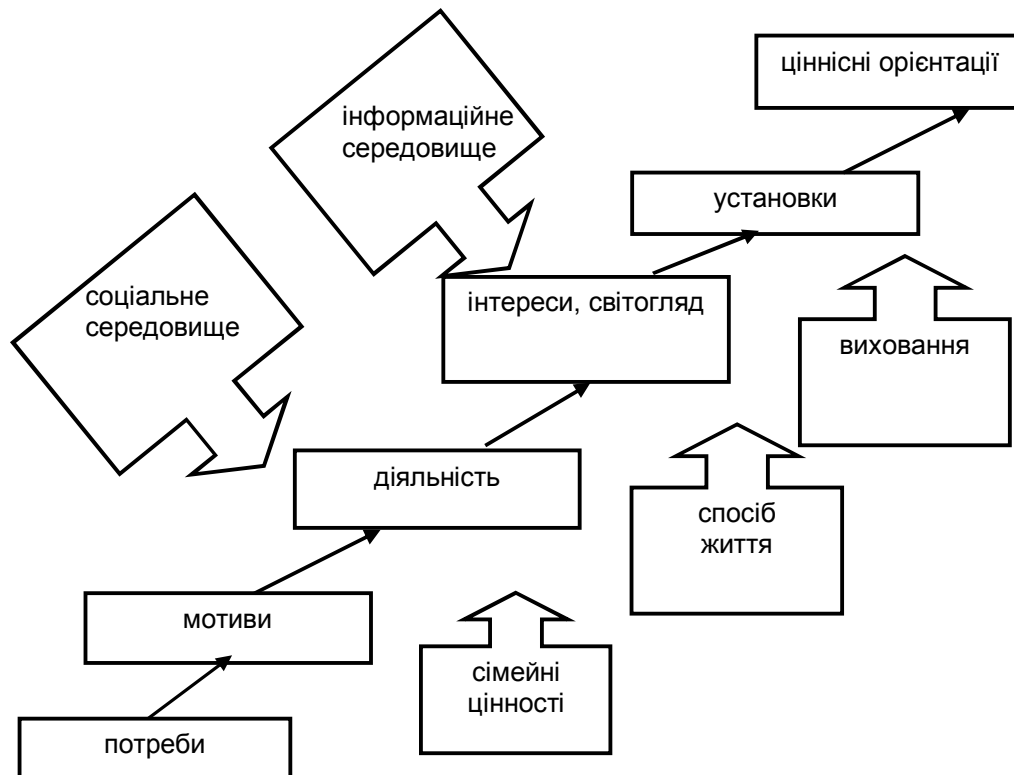 ціннісні орієнтації
інформаційне
середовище
установки
соціальне
середовище
інтереси, світогляд
виховання
діяльність
спосіб
життя
мотиви
сімейні
цінності
потреби